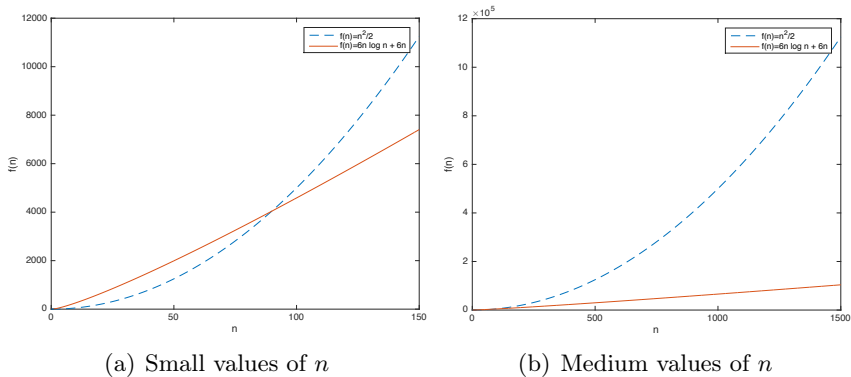 12000
10000
8000
6000
4000
2000
0
f(n)
0 50 100 150
n
f(n)=n²/2
f(n)=6n log n + 6n
(a) Small values of n
× 10⁵
12
10
8
6
4
2
0
f(n)
0 500 1000 1500
n
f(n)=n²/2
f(n)=6n log n + 6n
(b) Medium values of n